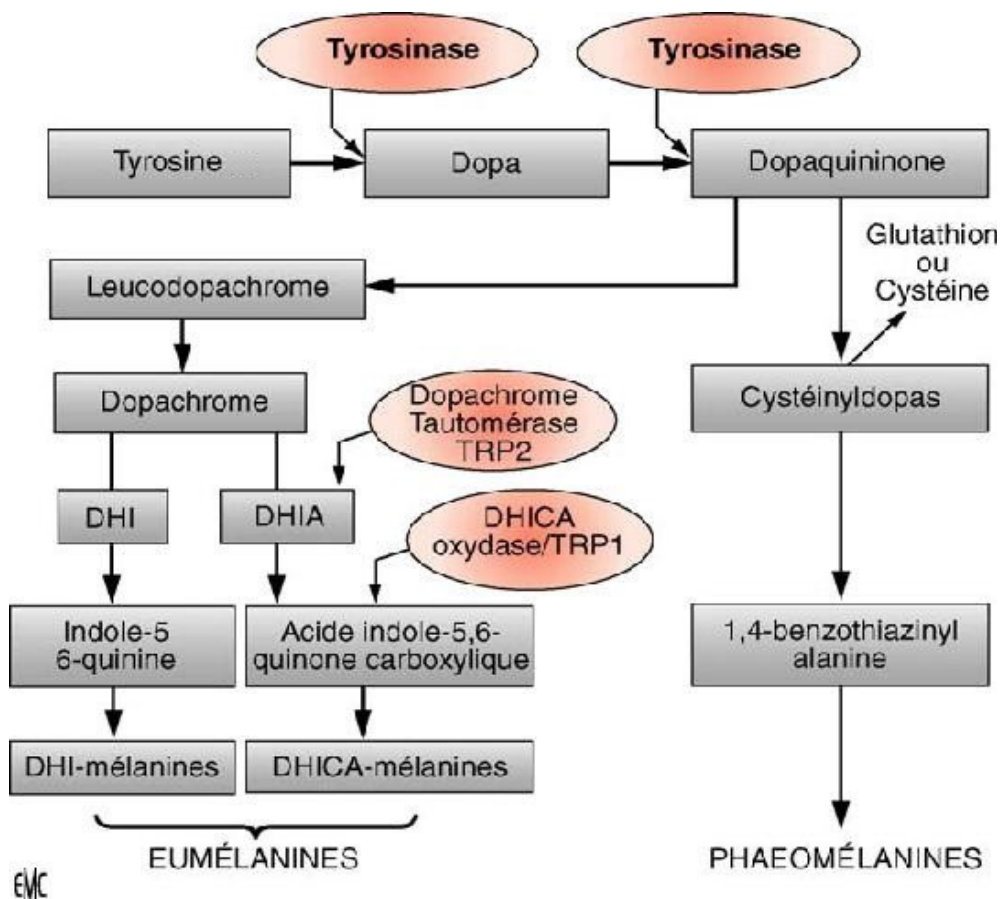 Tyrosinase
Tyrosinase
Tyrosine
Dopa
Dopaquininone
Glutathion
ou
Cystéine
Leucodopachrome
Dopachrome
Dopachrome
Tautomérase
TRP2
Cystéinyldopas
DHI
DHIA
DHICA
oxydase/TRP1
Indole-5
6-quinine
Acide indole-5,6-
quinone carboxylique
1,4-benzothiazinyl
alanine
DHI-mélanines
DHICA-mélanines
EUMÉLANINES
PHAEOMÉLANINES
EMC